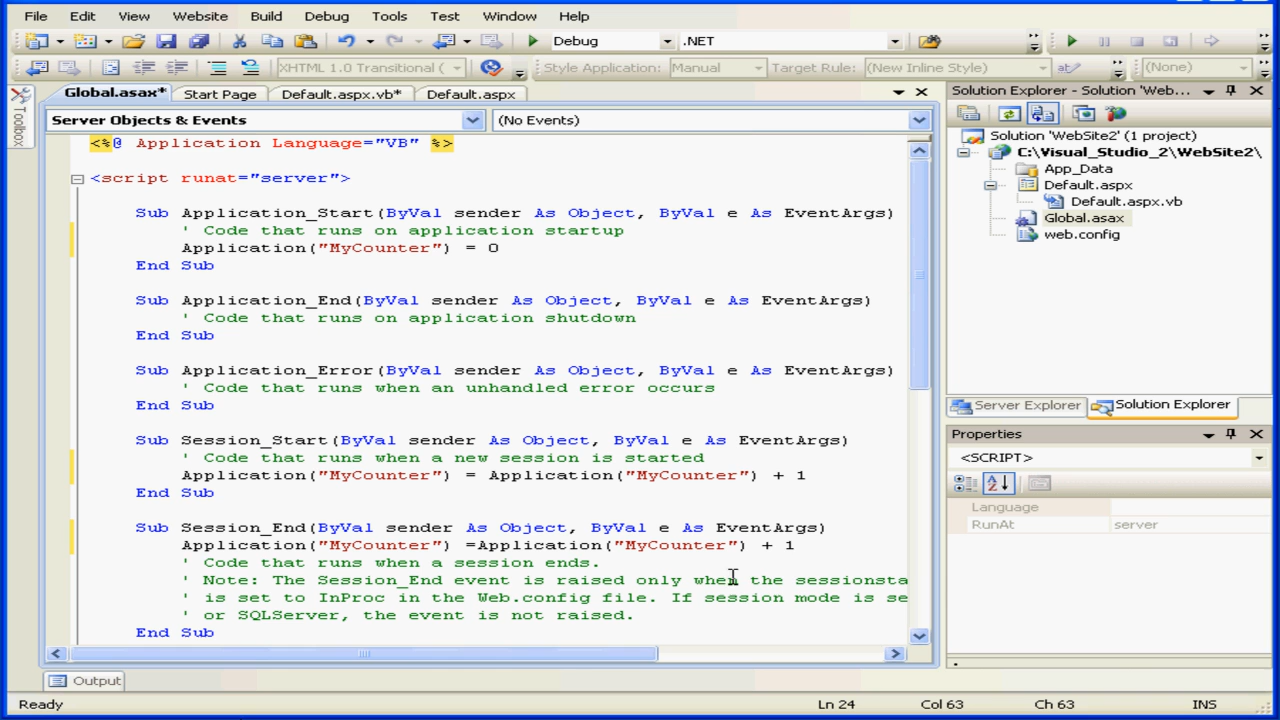 File Edit View Website Build Debug Tools Test Window Help
Debug .NET
XHTML 1.0 Transitional ( Style Application: Manual Target Rule: (New Inline Style) (None)
Toolbox
Global.asax* Start Page Default.aspx.vb* Default.aspx
Server Objects & Events (No Events)
<%@ Application Language="VB" %>
<script runat="server">
Sub Application_Start(ByVal sender As Object, ByVal e As EventArgs)
' Code that runs on application startup
Application("MyCounter") = 0
End Sub
Sub Application_End(ByVal sender As Object, ByVal e As EventArgs)
' Code that runs on application shutdown
End Sub
Sub Application_Error(ByVal sender As Object, ByVal e As EventArgs)
' Code that runs when an unhandled error occurs
End Sub
Sub Session_Start(ByVal sender As Object, ByVal e As EventArgs)
' Code that runs when a new session is started
Application("MyCounter") = Application("MyCounter") + 1
End Sub
Sub Session_End(ByVal sender As Object, ByVal e As EventArgs)
Application("MyCounter") =Application("MyCounter") + 1
' Code that runs when a session ends.
' Note: The Session_End event is raised only when the sessionsta
' is set to InProc in the Web.config file. If session mode is se
' or SQLServer, the event is not raised.
End Sub
Solution Explorer - Solution 'Web...
Solution 'WebSite2' (1 project)
C:\Visual_Studio_2\WebSite2\
App_Data
Default.aspx
Default.aspx.vb
Global.asax
web.config
Server Explorer Solution Explorer
Properties
<SCRIPT>
A
Z
Language
RunAt server
Output
Ready Ln 24 Col 63 Ch 63 INS